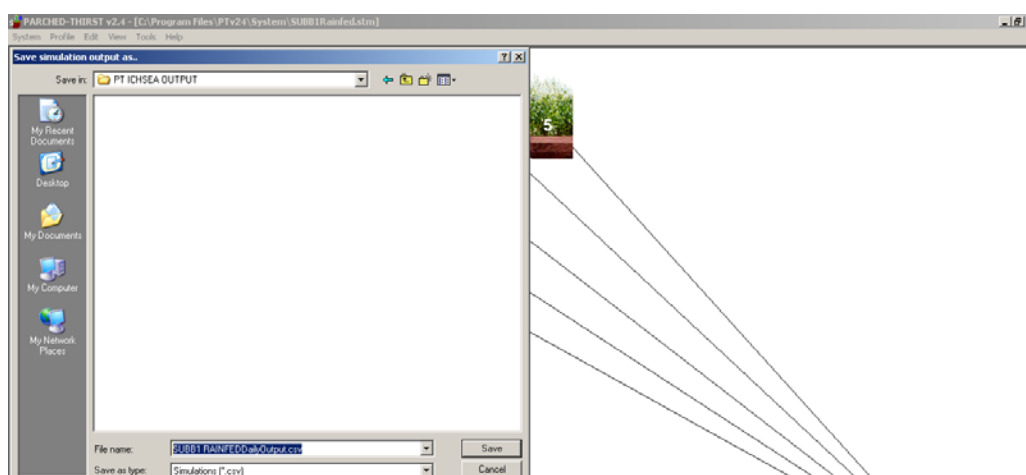 PARCHED-THIRST v2.4 - [C:\Program Files\PTv24\System\SUBB1Rainfed.stm]
System Profile Edit View Tools Help
Save simulation output as..
Save in: PT ICHSEA OUTPUT
My Recent
Documents
Desktop
My Documents
My Computer
My Network
Places
5
File name: SUBB1 RAINFEDDailyOutput.csv Save
Save as type: Simulations (*.csv) Cancel